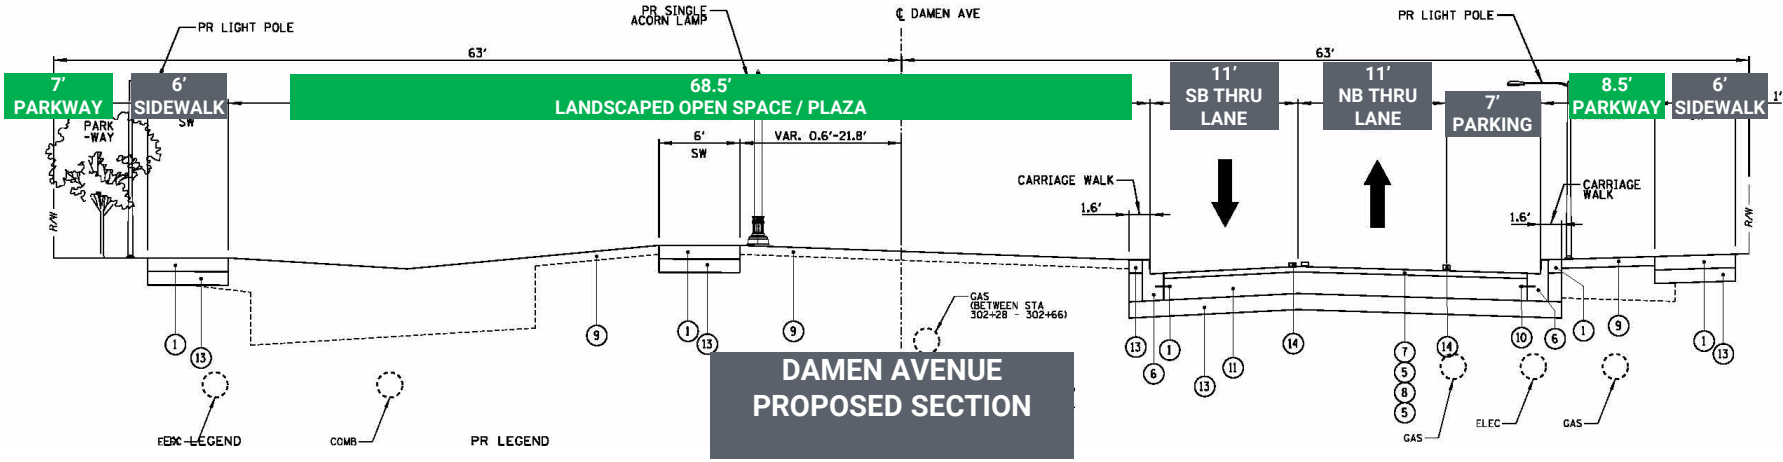 PR LIGHT POLE
PR SINGLE
ACORN LAMP
℄ DAMEN AVE
PR LIGHT POLE
63'
63'
7'
PARKWAY
6'
SIDEWALK
68.5'
LANDSCAPED OPEN SPACE / PLAZA
11'
SB THRU
LANE
11'
NB THRU
LANE
7'
PARKING
8.5'
PARKWAY
6'
SIDEWALK
1'
PARK
-WAY
SW
6'
SW
VAR. 0.6'-21.8'
CARRIAGE WALK
1.6'
1.6'
CARRIAGE
WALK
R/W
R/W
GAS
(BETWEEN STA
302+28 - 302+66)
1
13
9
1
13
9
13
6
1
13
11
14
7
5
8
5
14
10
6
1
9
1
13
DAMEN AVENUE
PROPOSED SECTION
LEGEND
COMB
PR LEGEND
GAS
ELEC
GAS